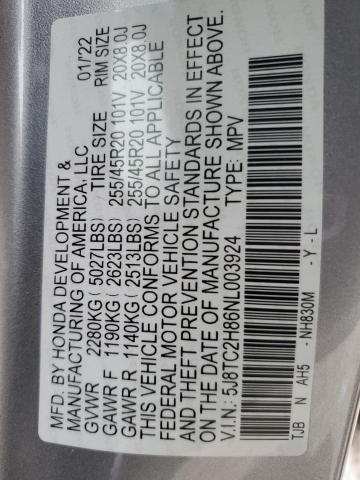 MFD. BY HONDA DEVELOPMENT &
MANUFACTURING OF AMERICA, LLC 01/'22
GVWR 2280KG ( 5027LBS) TIRE SIZE RIM SIZE
GAWR F 1190KG ( 2623LBS) 255/45R20 101V 20X8.0J
GAWR R 1140KG ( 2513LBS) 255/45R20 101V 20X8.0J
THIS VEHICLE CONFORMS TO ALL APPLICABLE
FEDERAL MOTOR VEHICLE SAFETY
AND THEFT PREVENTION STANDARDS IN EFFECT
ON THE DATE OF MANUFACTURE SHOWN ABOVE.
V.I.N.: 5J8TC2H86NL003924 TYPE: MPV
TJB N AH5 - NH830M - Y - L